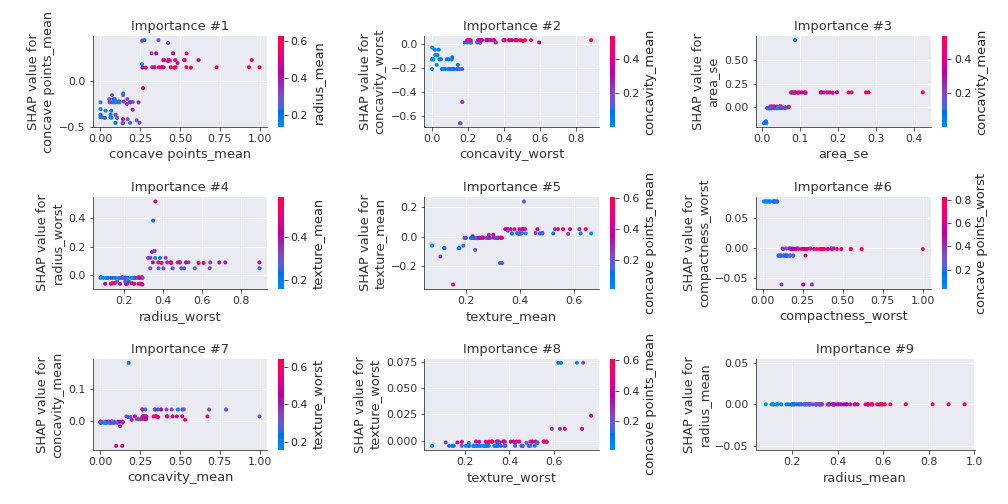 Importance #1
SHAP value for
concave points_mean
0.0
−0.5
0.00 0.25 0.50 0.75 1.00
concave points_mean
0.6
0.4
0.2
radius_mean
Importance #2
SHAP value for
concavity_worst
0.0
−0.2
−0.4
−0.6
0.0 0.2 0.4 0.6 0.8
concavity_worst
0.4
0.2
concavity_mean
Importance #3
SHAP value for
area_se
0.50
0.25
0.00
0.0 0.1 0.2 0.3 0.4
area_se
0.4
0.2
concavity_mean
Importance #4
SHAP value for
radius_worst
0.4
0.2
0.0
0.2 0.4 0.6 0.8
radius_worst
0.4
0.2
texture_mean
Importance #5
SHAP value for
texture_mean
0.2
0.0
−0.2
0.2 0.4 0.6
texture_mean
0.6
0.4
0.2
concave points_mean
Importance #6
SHAP value for
compactness_worst
0.05
0.00
−0.05
0.00 0.25 0.50 0.75 1.00
compactness_worst
0.8
0.6
0.4
0.2
concave points_worst
Importance #7
SHAP value for
concavity_mean
0.1
0.0
0.00 0.25 0.50 0.75 1.00
concavity_mean
0.6
0.4
0.2
texture_worst
Importance #8
SHAP value for
texture_worst
0.075
0.050
0.025
0.000
0.2 0.4 0.6
texture_worst
0.6
0.4
0.2
concave points_mean
Importance #9
SHAP value for
radius_mean
0.05
0.00
−0.05
0.2 0.4 0.6 0.8 1.0
radius_mean